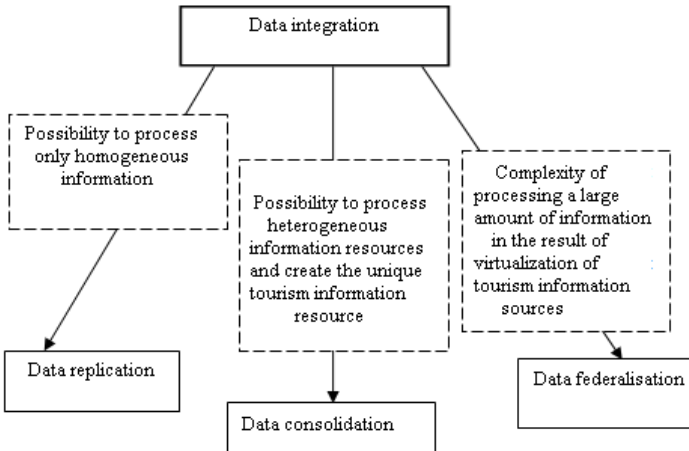 Data integration
Possibility to process
only homogeneous
information
Possibility to process
heterogeneous
information resources
and create the unique
tourism information
resource
Complexity of
processing a large
amount of information
in the result of
virtualization of
tourism information
sources
Data replication
Data consolidation
Data federalisation